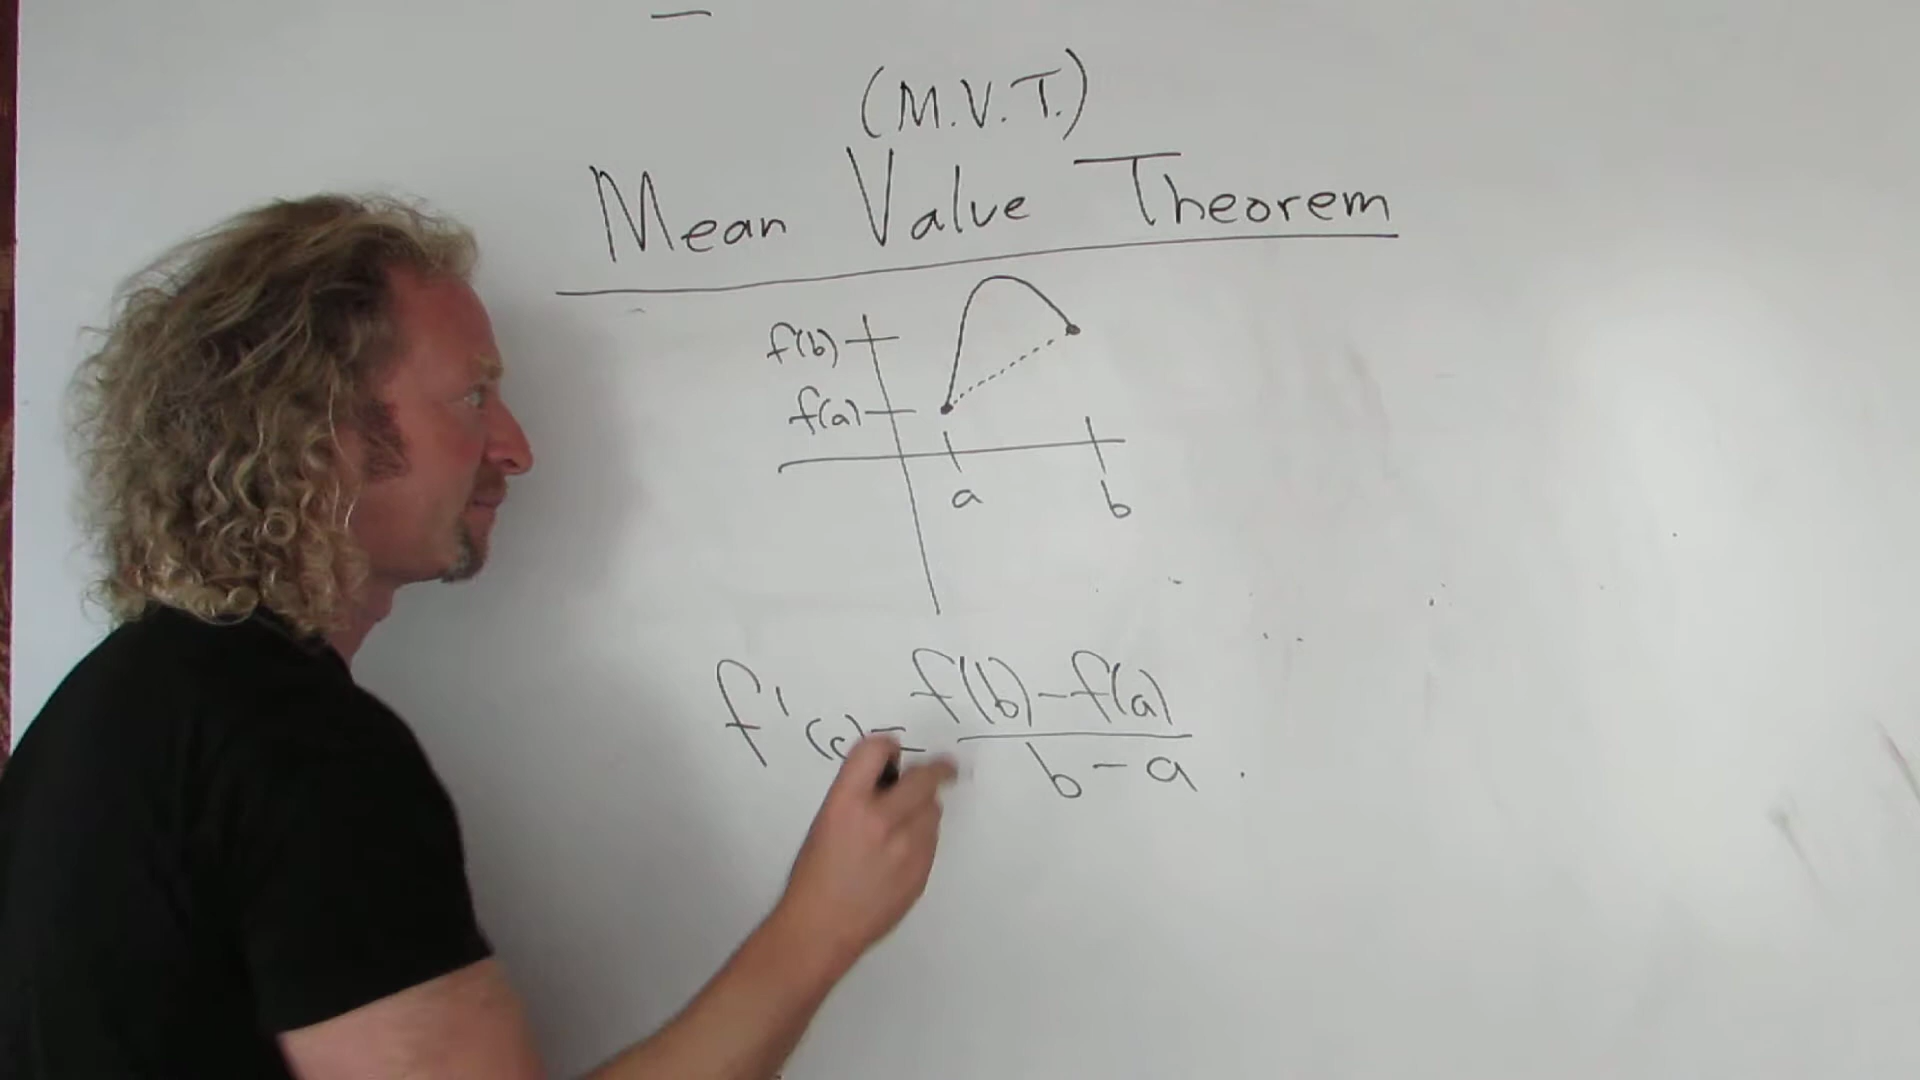 (M.V.T.)
Mean Value Theorem
f(b)
f(a)
a
b
f'(c) = f(b) - f(a)
b - a